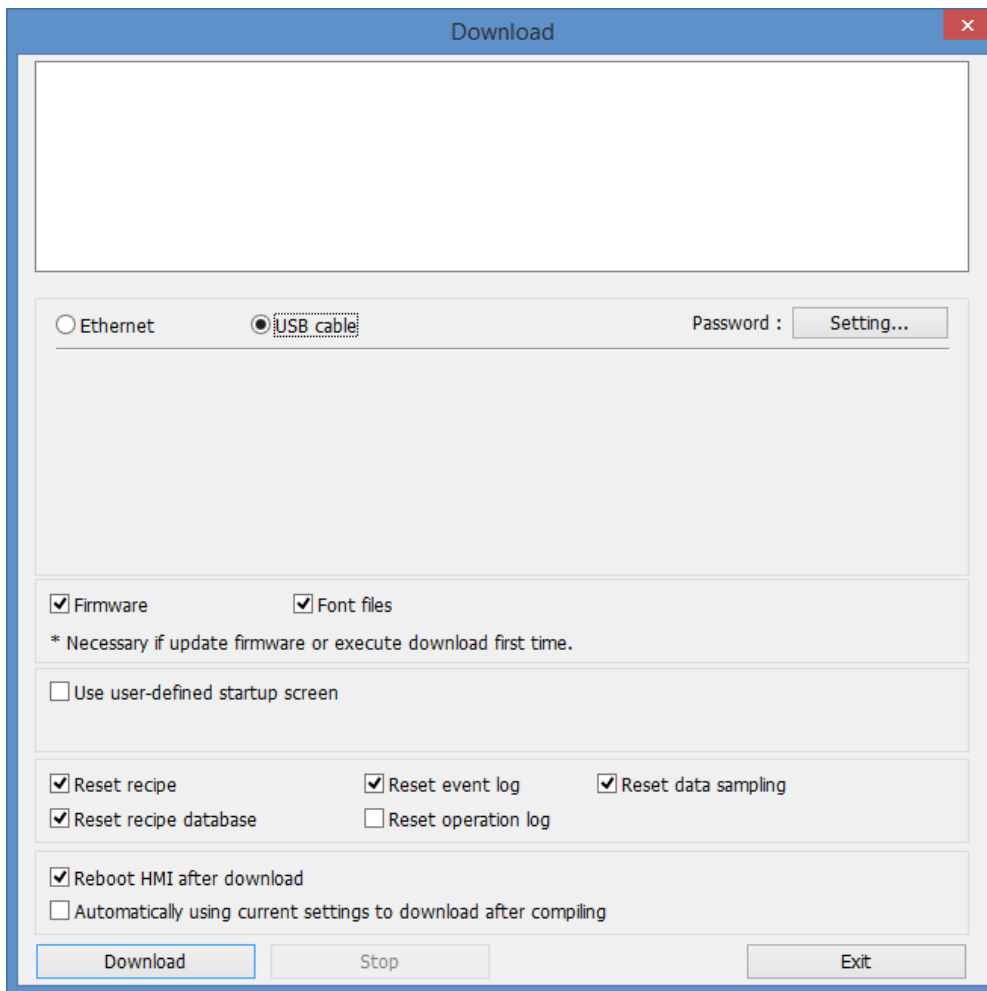 Download
Ethernet USB cable Password : Setting...
Firmware Font files
* Necessary if update firmware or execute download first time.
Use user-defined startup screen
Reset recipe Reset event log Reset data sampling
Reset recipe database Reset operation log
Reboot HMI after download
Automatically using current settings to download after compiling
Download Stop Exit